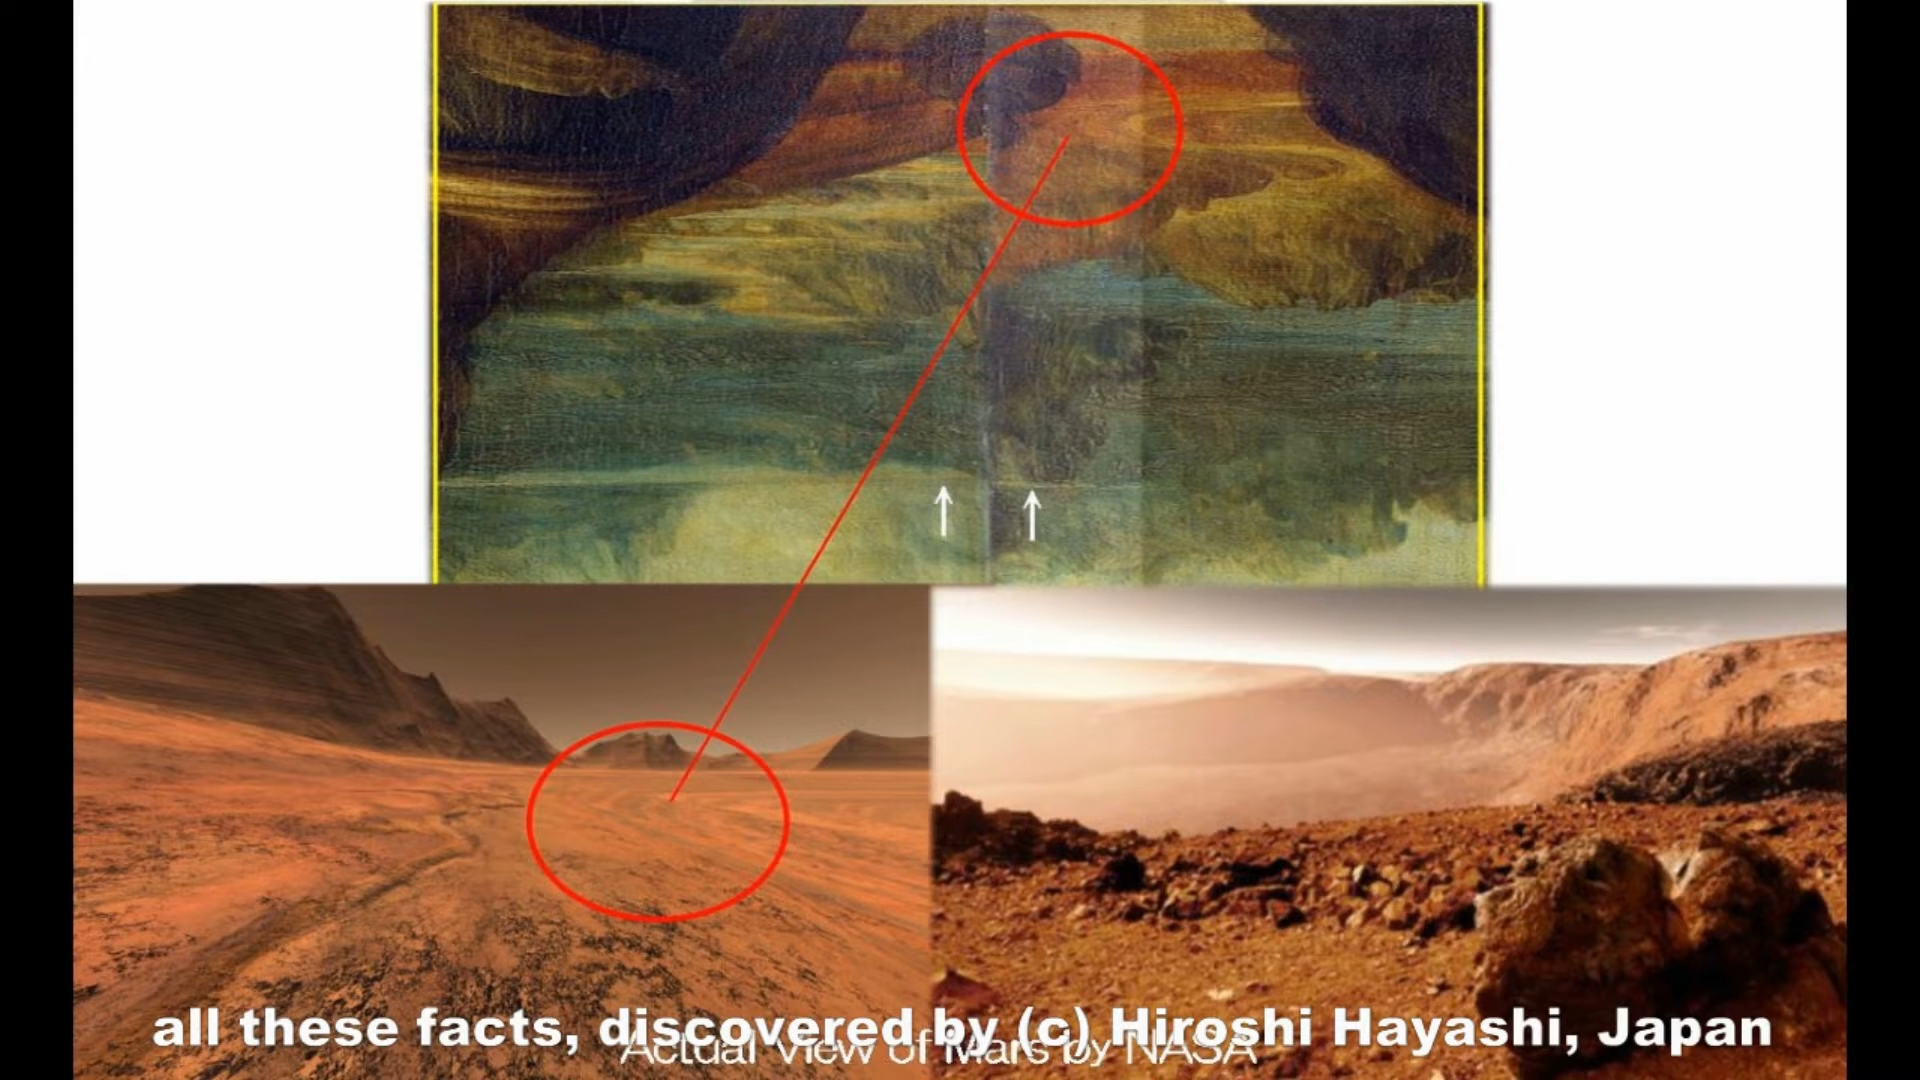 all these facts, discovered by (c) Hiroshi Hayashi, Japan
Actual View of Mars by NASA